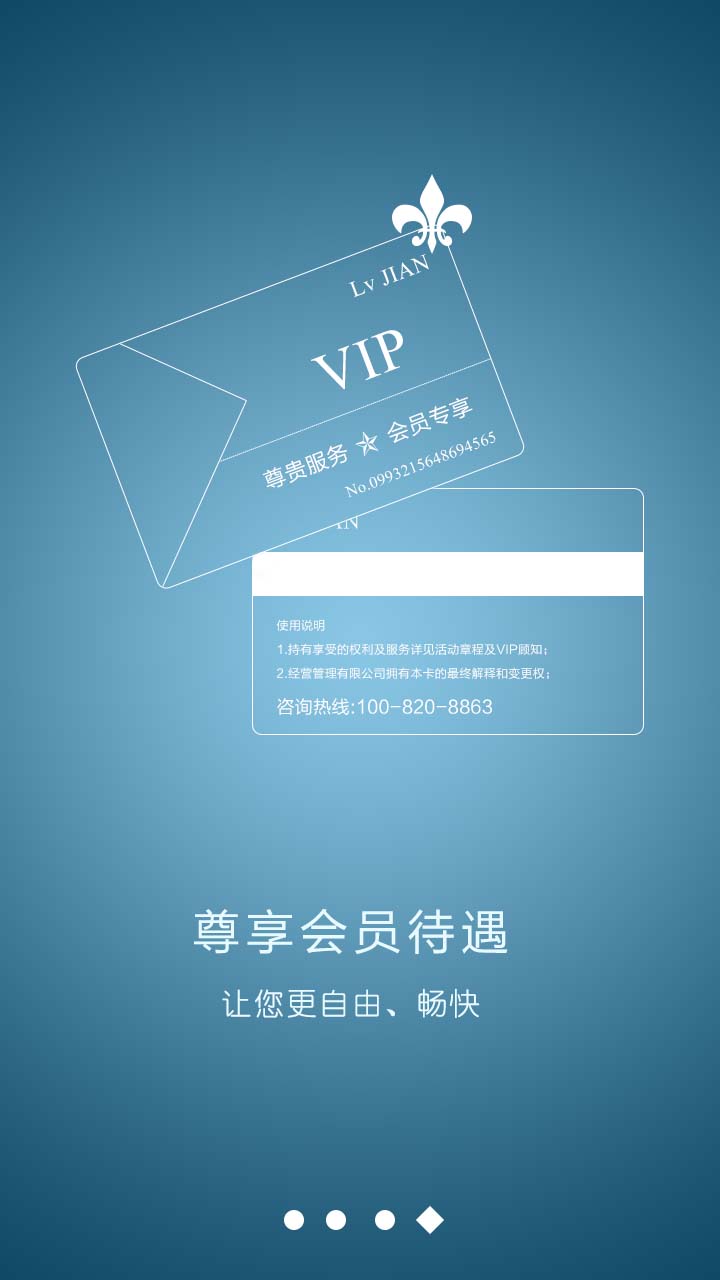 Lv JIAN
VIP
尊贵服务 会员专享
No.0993215648694565
IN
使用说明
1.持有享受的权利及服务详见活动章程及VIP顾知;
2.经营管理有限公司拥有本卡的最终解释和变更权;
咨询热线:100-820-8863
尊享会员待遇
让您更自由、畅快